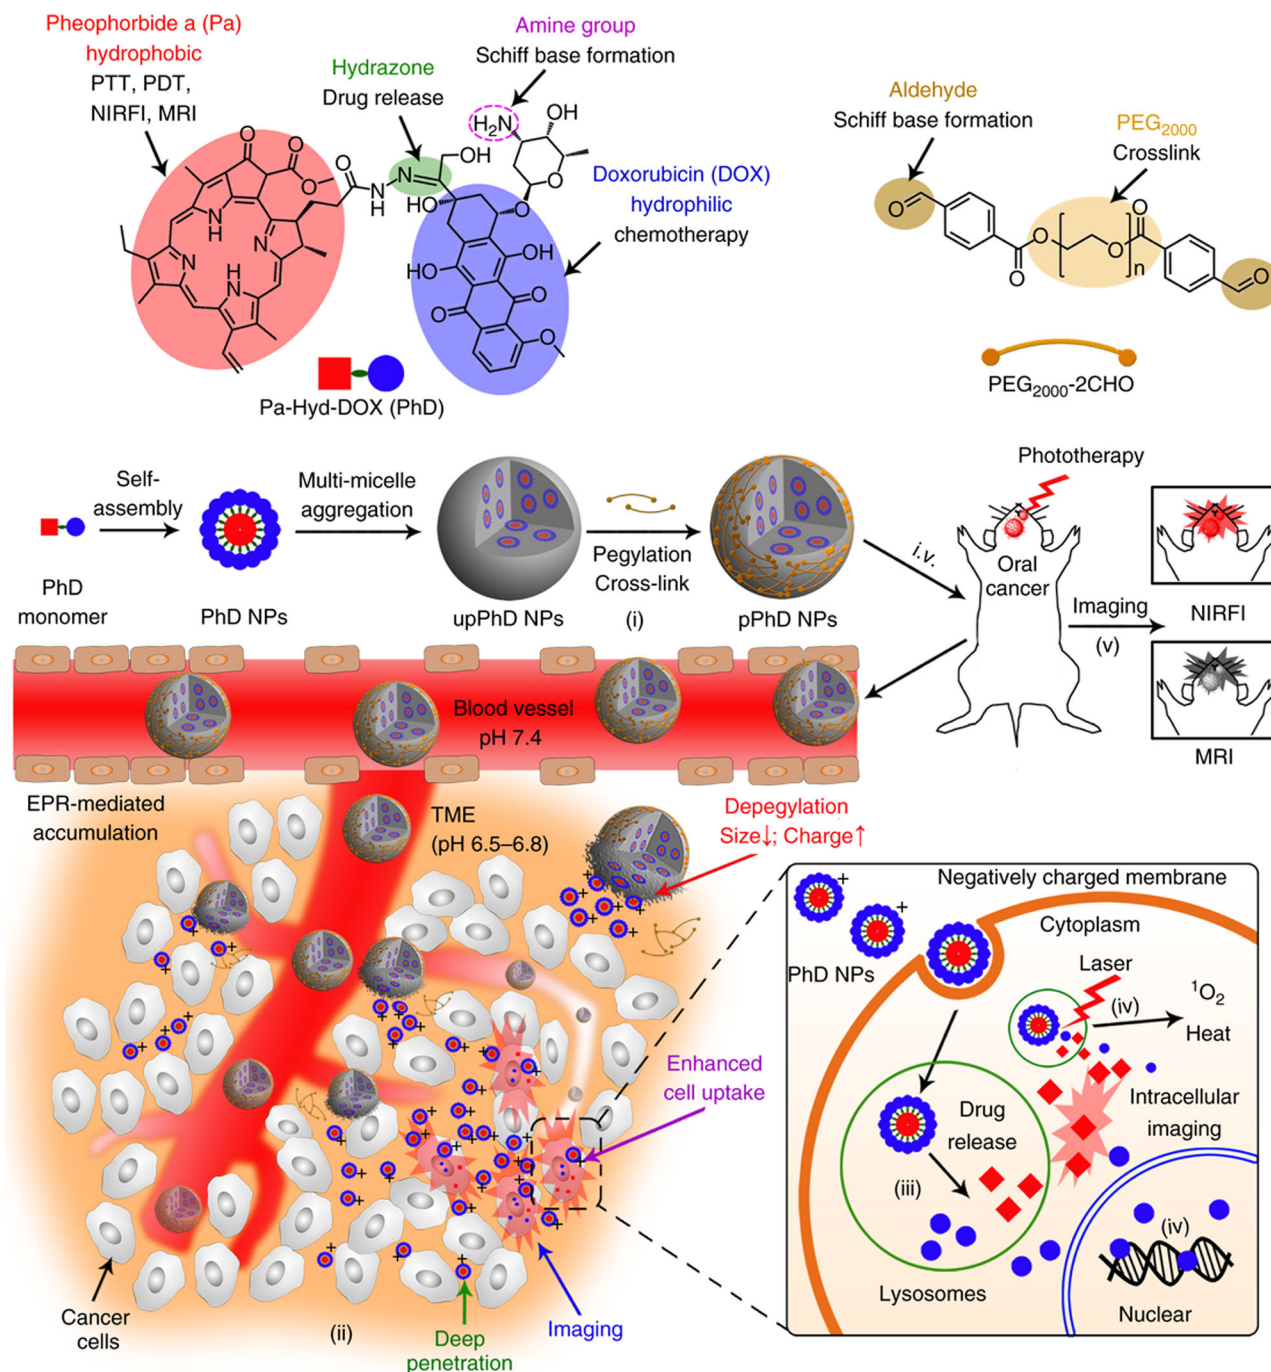 Pheophorbide a (Pa)
hydrophobic
PTT, PDT,
NIRFI, MRI
Hydrazone
Drug release
Amine group
Schiff base formation
Doxorubicin (DOX)
hydrophilic
chemotherapy
Aldehyde
Schiff base formation
PEG2000
Crosslink
O
O
O
NH
N
N
H
N
O
N
H
N
OH
H2N
OH
O
HO
O
O
OH
OH
O
O
O
O
O
O
O
O
n
O
O
Pa-Hyd-DOX (PhD)
PEG2000-2CHO
Self-
assembly
Multi-micelle
aggregation
Pegylation
Cross-link
(i)
PhD
monomer
PhD NPs
upPhD NPs
pPhD NPs
i.v.
Phototherapy
Oral
cancer
Imaging
(v)
NIRFI
MRI
Blood vessel
pH 7.4
EPR-mediated
accumulation
TME
(pH 6.5–6.8)
Depegylation
Size↓; Charge↑
Enhanced
cell uptake
Cancer
cells
(ii)
Deep
penetration
Imaging
Negatively charged membrane
PhD NPs
Cytoplasm
Laser
(iv)
1O2
Heat
Drug
release
(iii)
Intracellular
imaging
Lysosomes
(iv)
Nuclear